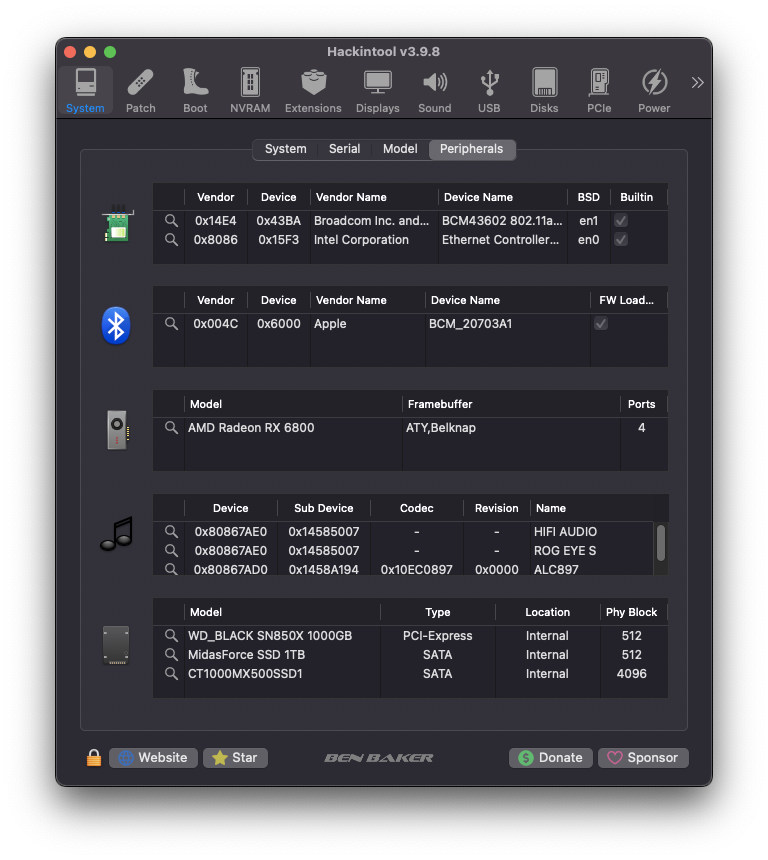 Hackintool v3.9.8
System Patch Boot NVRAM Extensions Displays Sound USB Disks PCIe Power
System Serial Model Peripherals
Vendor Device Vendor Name Device Name BSD Builtin
0x14E4 0x43BA Broadcom Inc. and... BCM43602 802.11a... en1
0x8086 0x15F3 Intel Corporation Ethernet Controller... en0
Vendor Device Vendor Name Device Name FW Load...
0x004C 0x6000 Apple BCM_20703A1
Model Framebuffer Ports
AMD Radeon RX 6800 ATY,Belknap 4
Device Sub Device Codec Revision Name
0x80867AE0 0x14585007 - - HIFI AUDIO
0x80867AE0 0x14585007 - - ROG EYE S
0x80867AD0 0x1458A194 0x10EC0897 0x0000 ALC897
Model Type Location Phy Block
WD_BLACK SN850X 1000GB PCI-Express Internal 512
MidasForce SSD 1TB SATA Internal 512
CT1000MX500SSD1 SATA Internal 4096
Website Star BEN BAKER Donate Sponsor